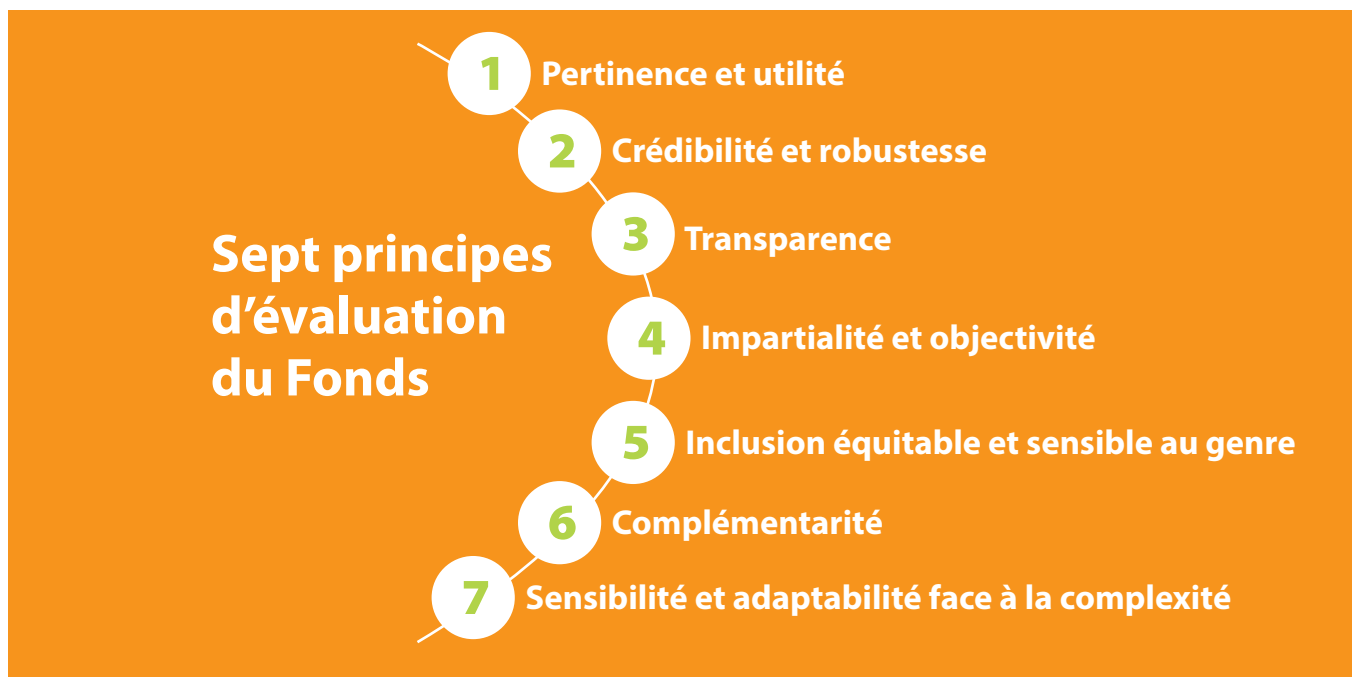 Sept principes
d’évaluation
du Fonds
1 Pertinence et utilité
2 Crédibilité et robustesse
3 Transparence
4 Impartialité et objectivité
5 Inclusion équitable et sensible au genre
6 Complémentarité
7 Sensibilité et adaptabilité face à la complexité